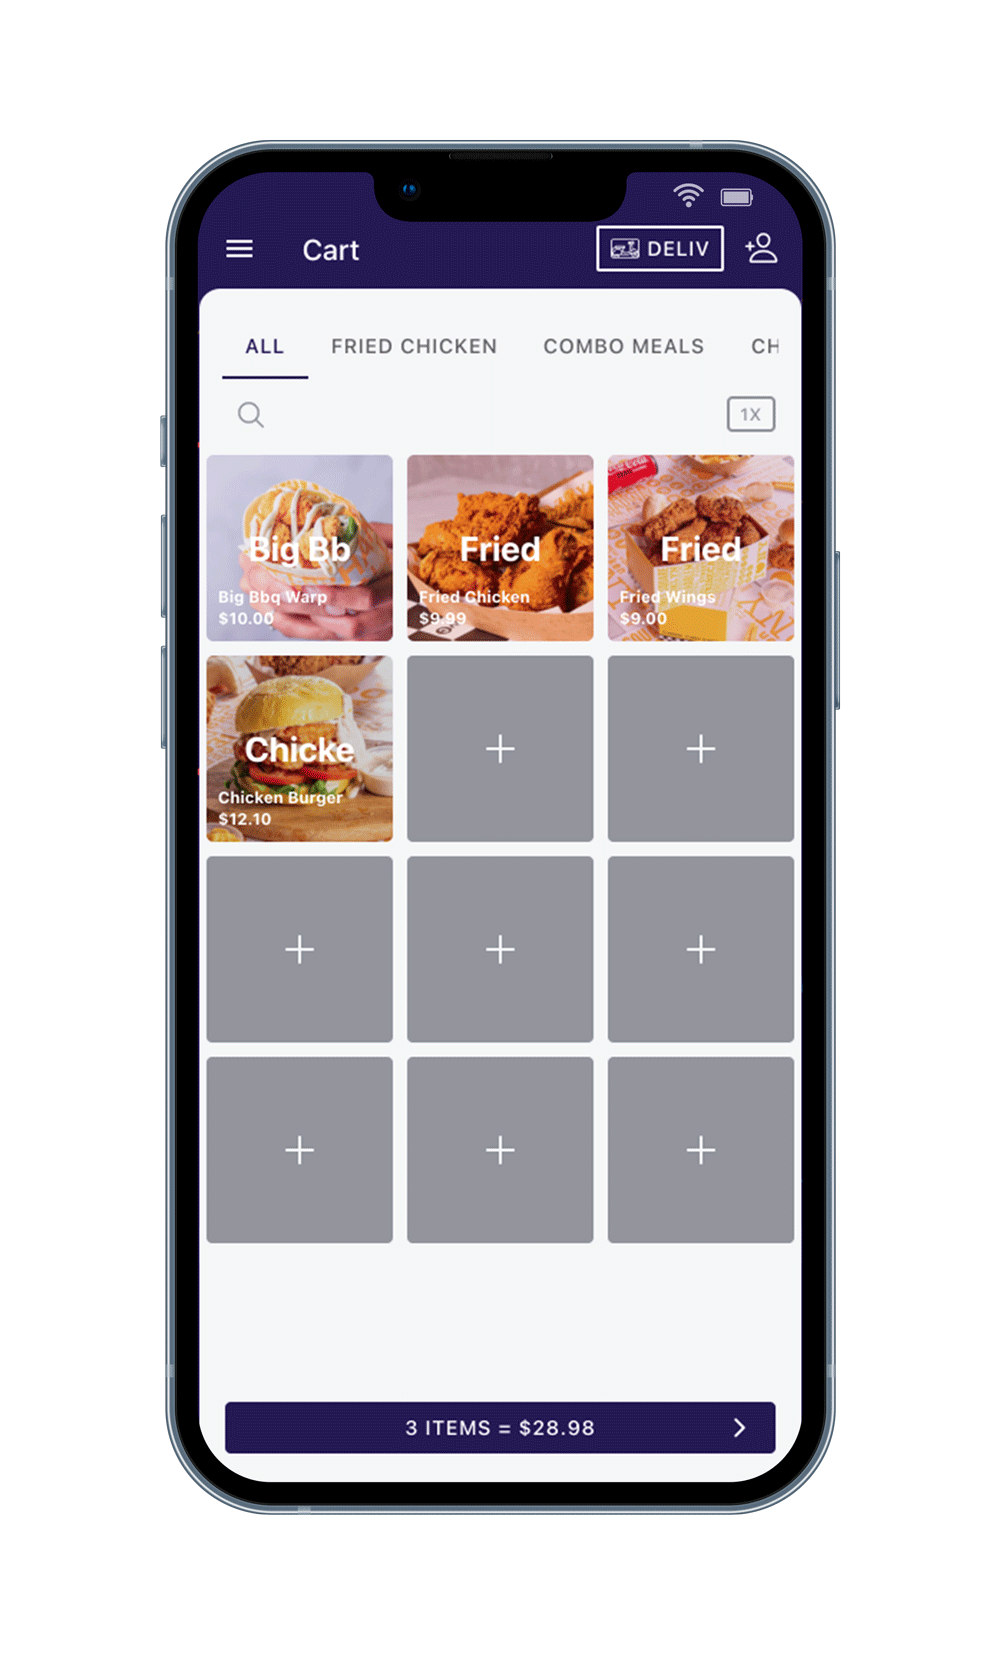 Cart
DELIV
ALL
FRIED CHICKEN
COMBO MEALS
CH
1X
Big Bb
Big Bbq Warp
$10.00
Fried
Fried Chicken
$9.99
Fried
Fried Wings
$9.00
Chicke
Chicken Burger
$12.10
3 ITEMS = $28.98